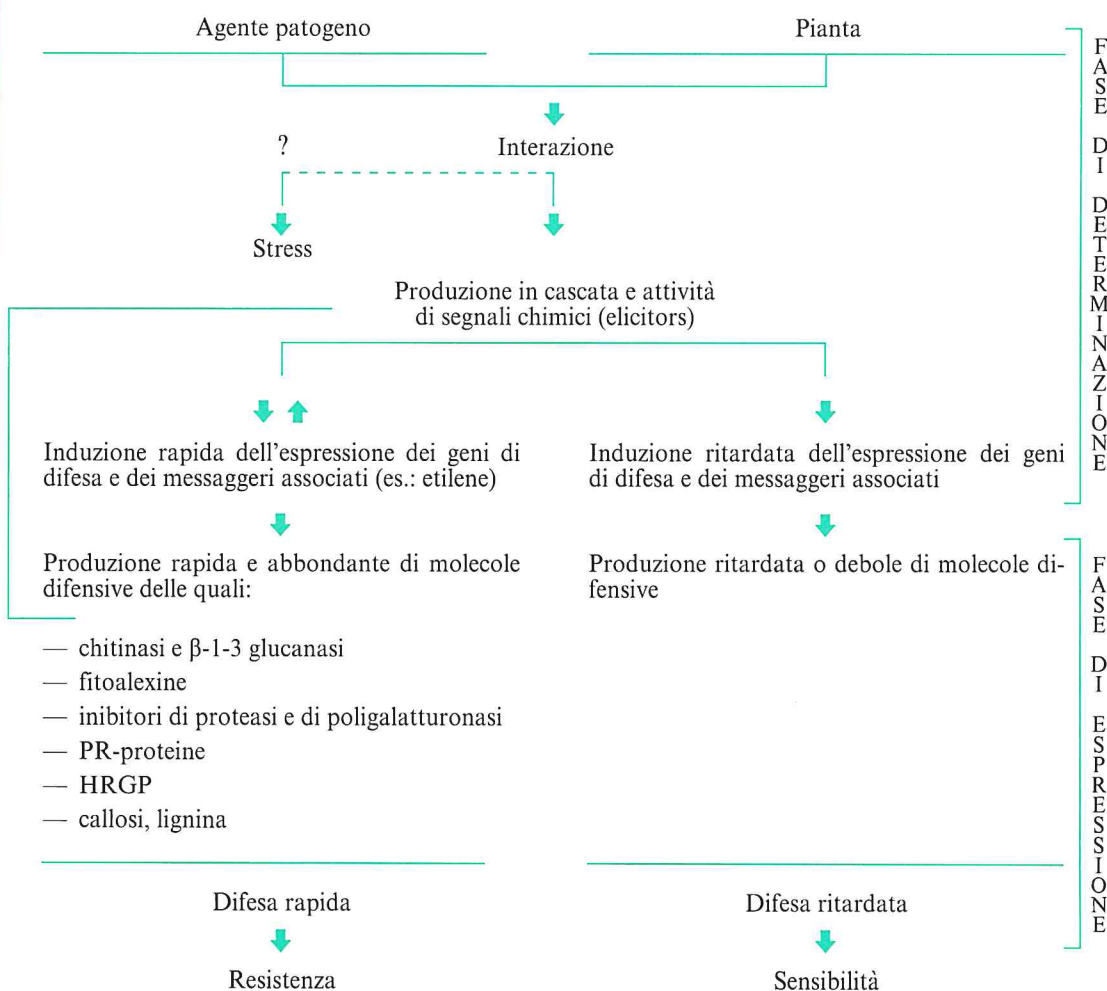 Agente patogeno
Pianta
?
Interazione
Stress
Produzione in cascata e attività
di segnali chimici (elicitors)
Induzione rapida dell'espressione dei geni di
difesa e dei messaggeri associati (es.: etilene)
Induzione ritardata dell'espressione dei geni
di difesa e dei messaggeri associati
FASE DI DETERMINAZIONE
Produzione rapida e abbondante di molecole
difensive delle quali:
— chitinasi e β-1-3 glucanasi
— fitoalexine
— inibitori di proteasi e di poligalatturonasi
— PR-proteine
— HRGP
— callosi, lignina
Produzione ritardata o debole di molecole di-
fensive
FASE DI ESPRESSIONE
Difesa rapida
Difesa ritardata
Resistenza
Sensibilità